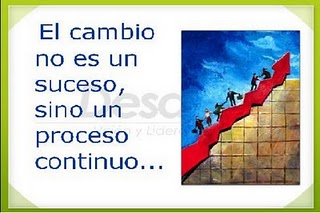 El cambio
no es un
suceso,
sino un
proceso
continuo...